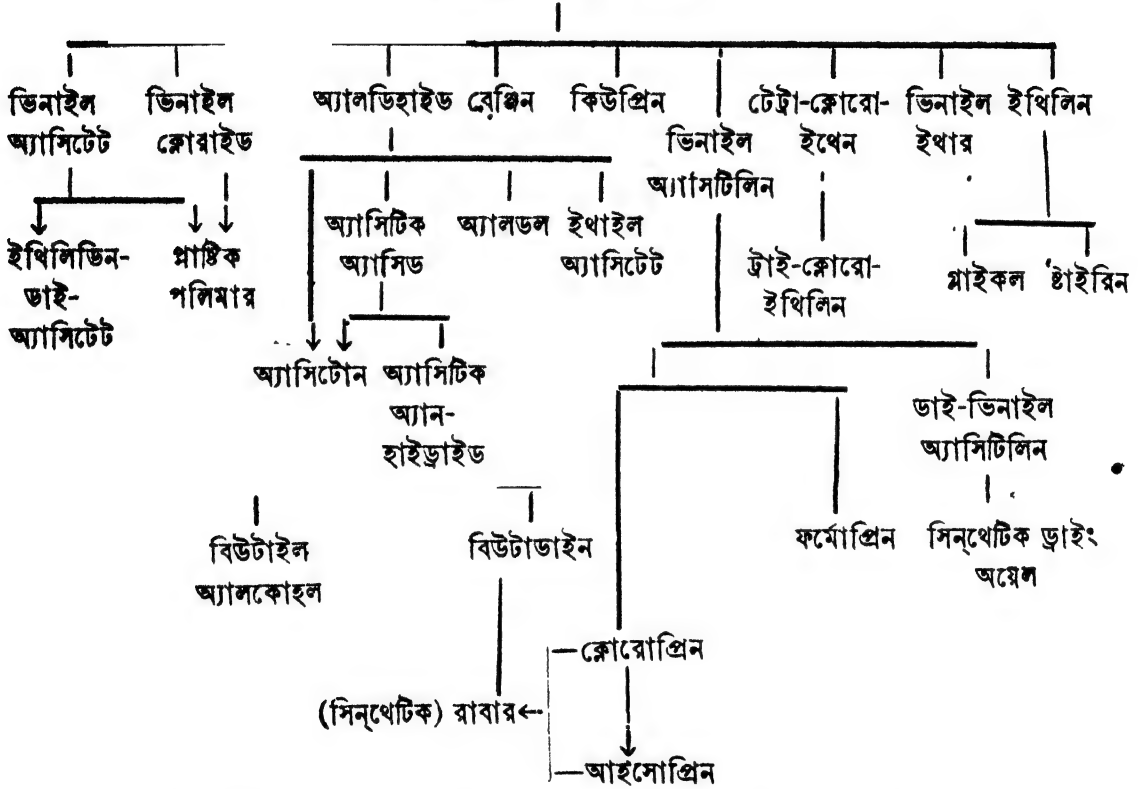 ভিনাইল
অ্যাসিটেট
ভিনাইল
ক্লোরাইড
অ্যালডিহাইড
বেঞ্জিন
কিউপ্রিন
ভিনাইল
অ্যাসটিলিন
টেট্রা-ক্লোরো-
ইথেন
ভিনাইল
ইথার
ইথিলিন
ইথিলিডিন-
ডাই-
অ্যাসিটেট
প্লাষ্টিক
পলিমার
অ্যাসিটিক
অ্যাসিড
অ্যালডল
ইথাইল
অ্যাসিটেট
ট্রাই-ক্লোরো-
ইথিলিন
গ্লাইকল
ষ্টাইরিন
অ্যাসিটোন
অ্যাসিটিক
অ্যান-
হাইড্রাইড
ডাই-ভিনাইল
অ্যাসিটিলিন
বিউটাইল
অ্যালকোহল
বিউটাডাইন
ফর্মোপ্রিন
সিন্‌থেটিক ড্রাইং
অয়েল
ক্লোরোপ্রিন
(সিন্‌থেটিক) রাবার←
আইসোপ্রিন